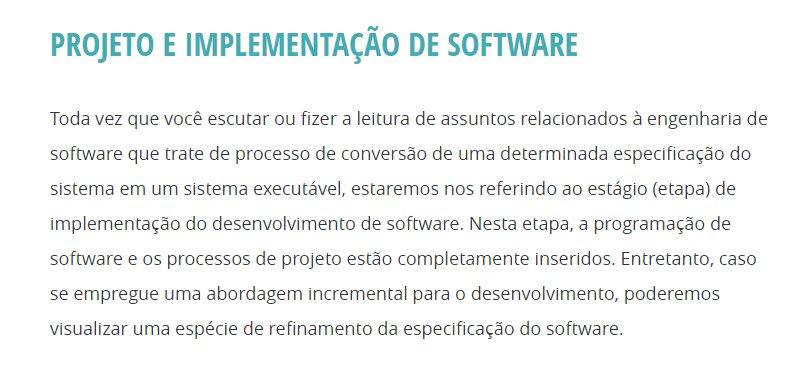 PROJETO E IMPLEMENTAÇÃO DE SOFTWARE
Toda vez que você escutar ou fizer a leitura de assuntos relacionados à engenharia de
software que trate de processo de conversão de uma determinada especificação do
sistema em um sistema executável, estaremos nos referindo ao estágio (etapa) de
implementação do desenvolvimento de software. Nesta etapa, a programação de
software e os processos de projeto estão completamente inseridos. Entretanto, caso
se empregue uma abordagem incremental para o desenvolvimento, poderemos
visualizar uma espécie de refinamento da especificação do software.